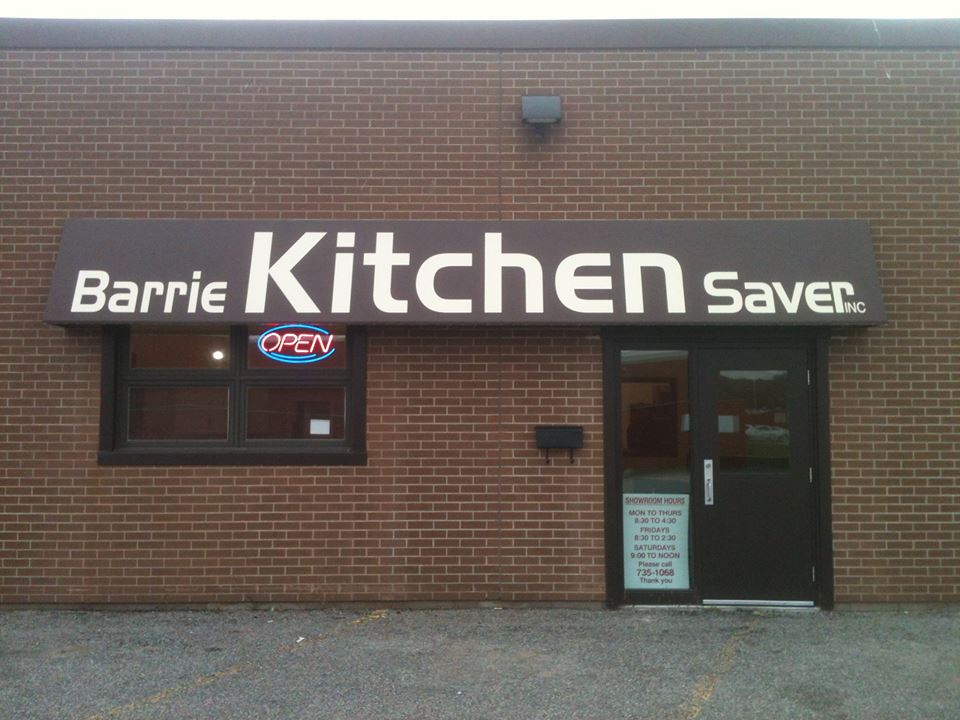 Barrie Kitchen Saver INC
OPEN
SHOWROOM HOURS
MON TO THURS
8:30 TO 4:30
FRIDAYS
8:30 TO 2:30
SATURDAYS
9:00 TO NOON
Please call
735-1068
Thank you